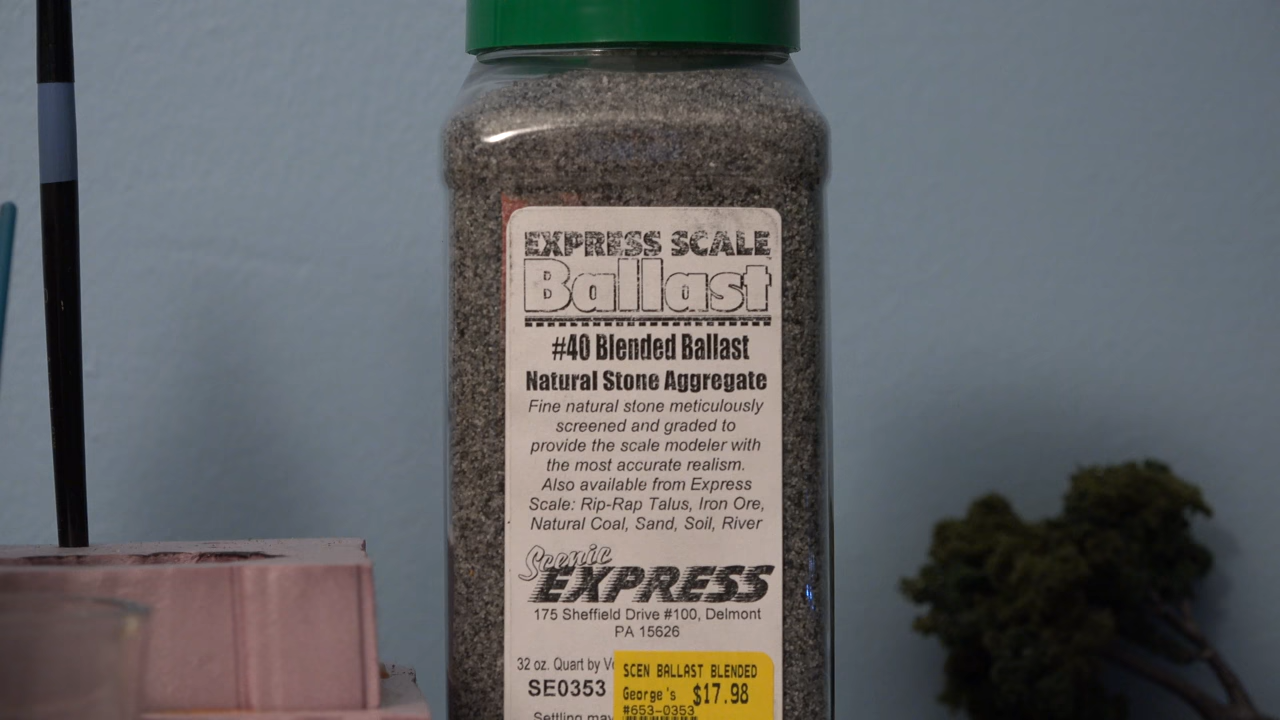 EXPRESS SCALE
Ballast
#40 Blended Ballast
Natural Stone Aggregate
Fine natural stone meticulously
screened and graded to
provide the scale modeler with
the most accurate realism.
Also available from Express
Scale: Rip-Rap Talus, Iron Ore,
Natural Coal, Sand, Soil, River
Scenic
EXPRESS
175 Sheffield Drive #100, Delmont
PA 15626
32 oz. Quart by
SE0353
Settling may
SCEN BALLAST BLENDED
George's $17.98
#653-0353